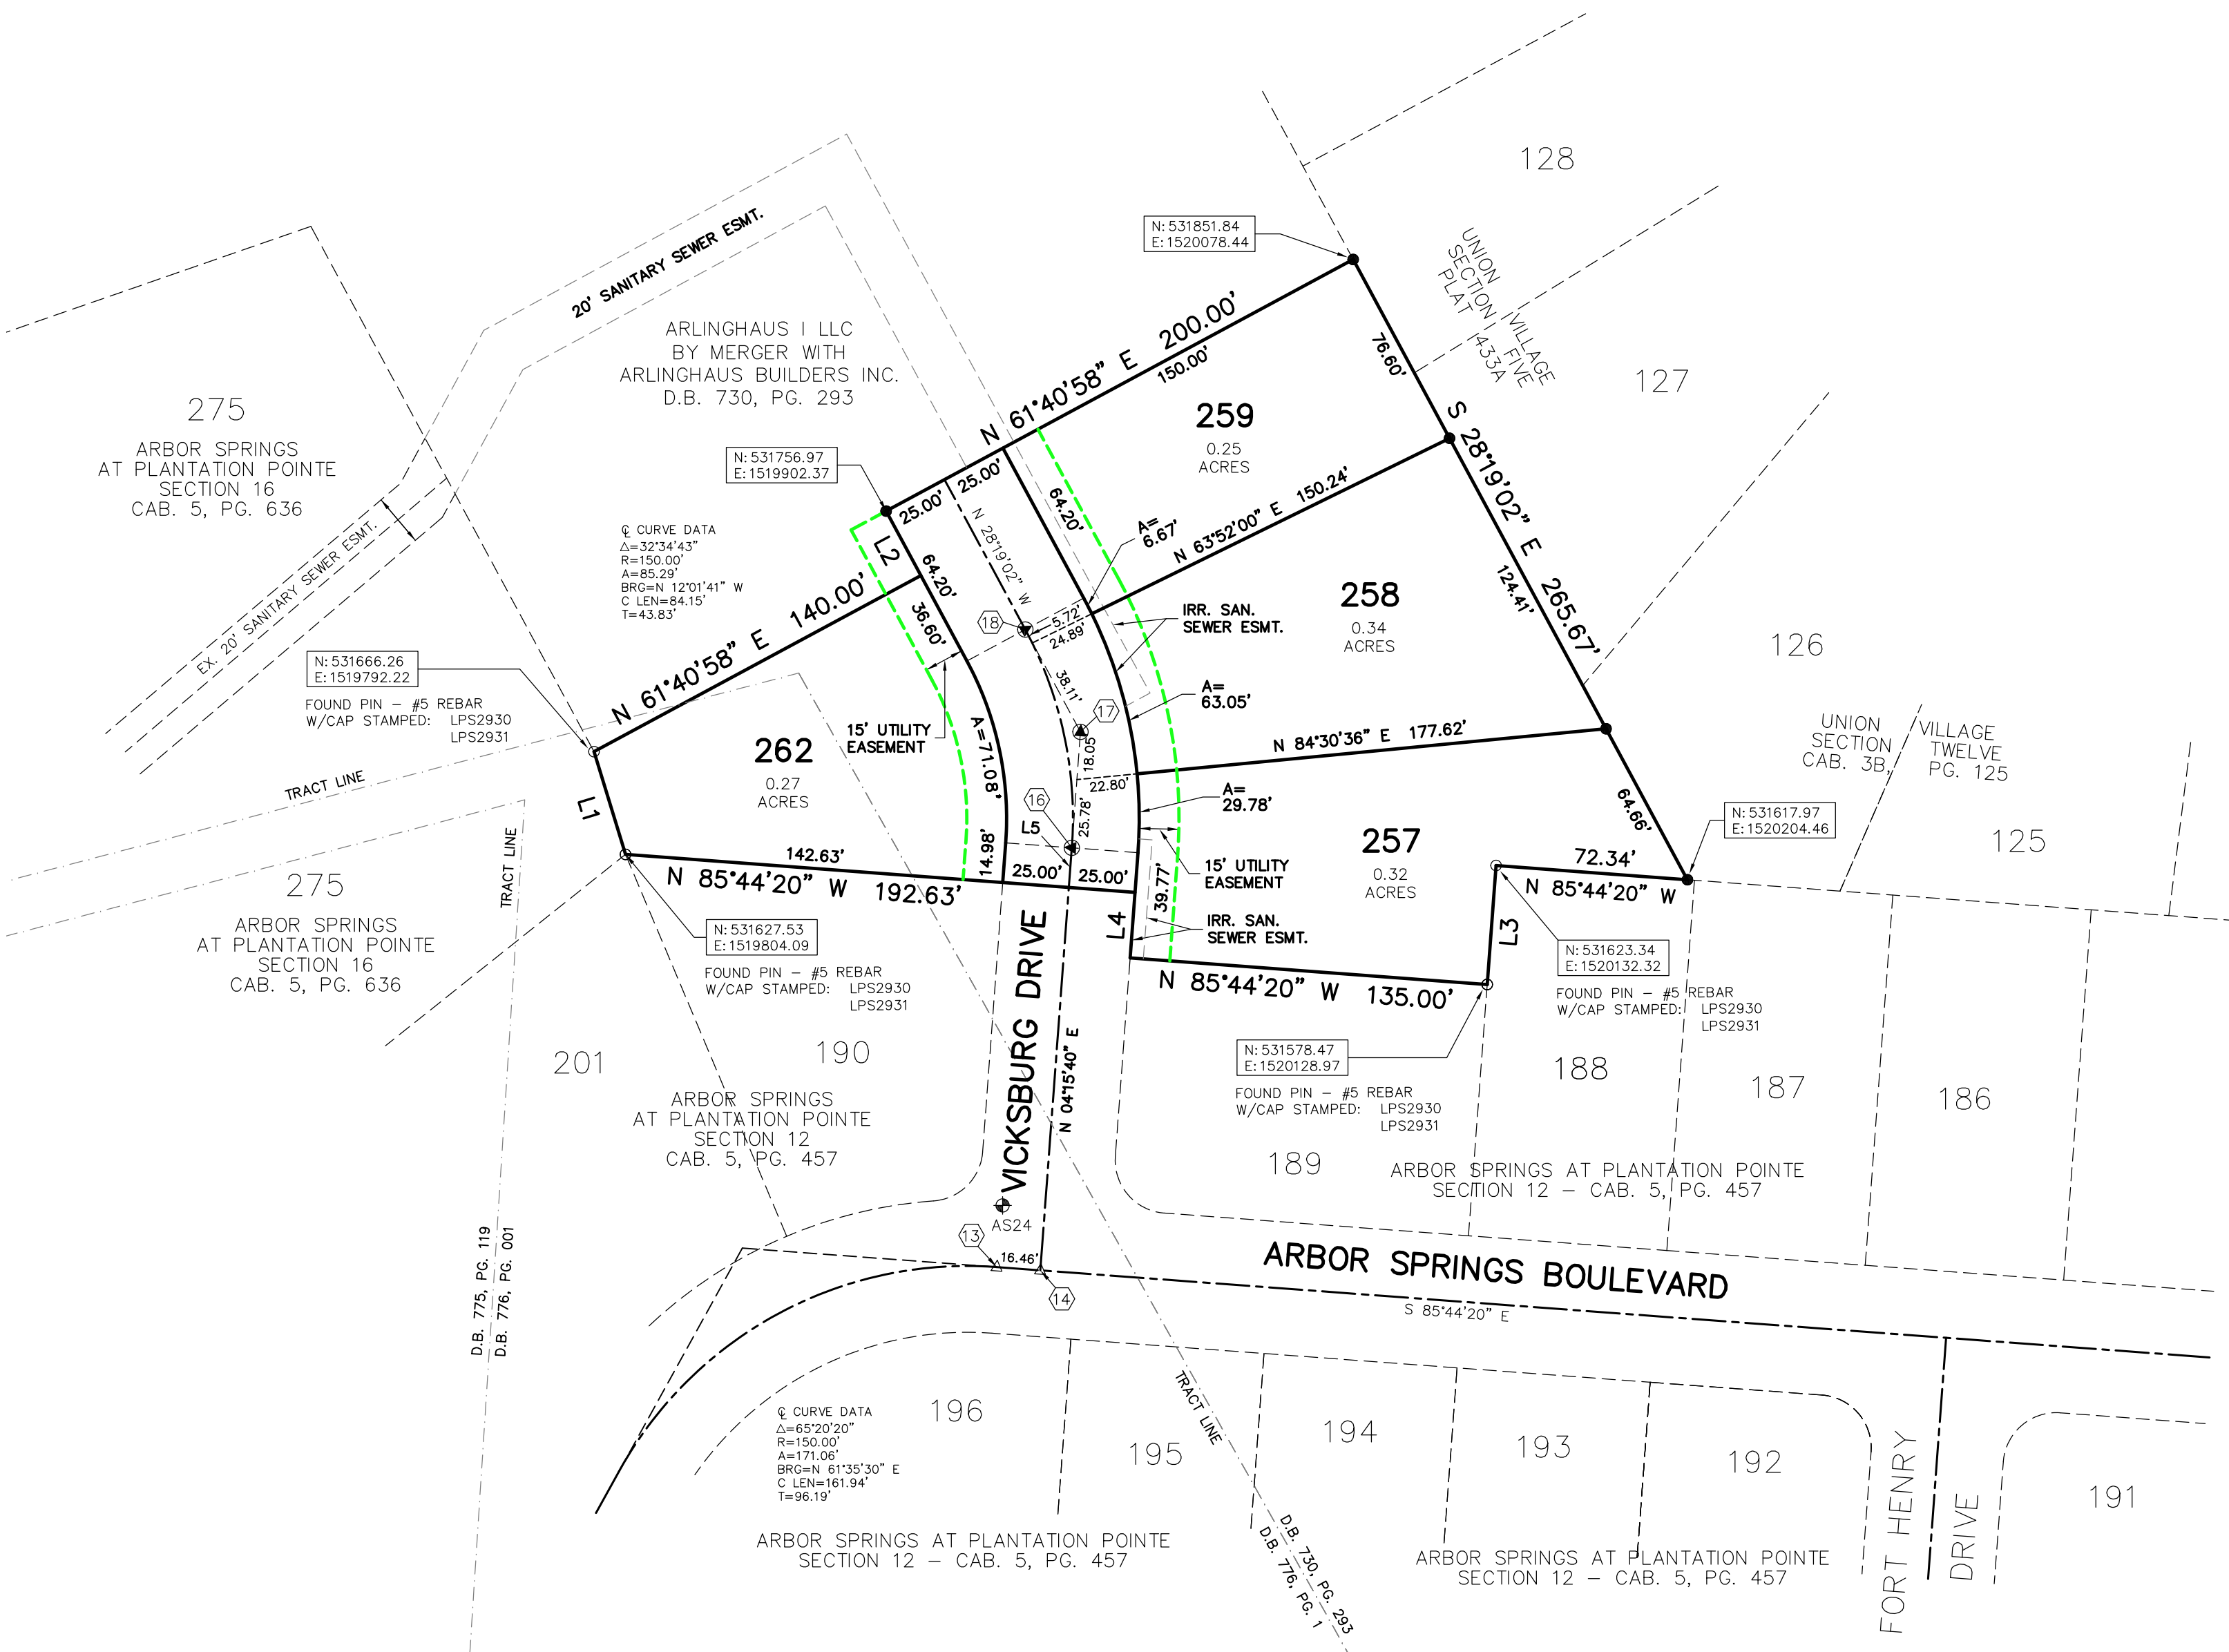 128
N: 531851.84
E: 1520078.44
UNION VILLAGE
SECTION FIVE
PLAT 433A
127
20' SANITARY SEWER ESMT.
ARLINGHAUS I LLC
BY MERGER WITH
ARLINGHAUS BUILDERS INC.
D.B. 730, PG. 293
N 61°40'58" E 200.00'
150.00'
76.60'
275
ARBOR SPRINGS
AT PLANTATION POINTE
SECTION 16
CAB. 5, PG. 636
259
0.25
ACRES
N: 531756.97
E: 1519902.37
25.00'
25.00'
S 28°19'02" E 265.67'
64.20'
A=
6.67'
N 63°52'00" E 150.24'
EX. 20' SANITARY SEWER ESMT.
℄ CURVE DATA
△=32°34'43"
R=150.00'
A=85.29'
BRG=N 12°01'41" W
C LEN=84.15'
T=43.83'
L2
64.20'
N 28°19'02" W
124.41'
258
0.34
ACRES
126
N 61°40'58" E 140.00'
36.60'
18
5.72'
24.89'
IRR. SAN.
SEWER ESMT.
N: 531666.26
E: 1519792.22
FOUND PIN – #5 REBAR
W/CAP STAMPED: LPS2930
LPS2931
38.11'
A=
63.05'
17
262
0.27
ACRES
15' UTILITY
EASEMENT
A=71.08'
18.05
N 84°30'36" E 177.62'
UNION VILLAGE
SECTION TWELVE
CAB. 3B, PG. 125
TRACT LINE
L1
22.80'
A=
29.78'
16
25.78'
L5
64.66'
N: 531617.97
E: 1520204.46
125
257
0.32
ACRES
142.63'
14.98'
N 85°44'20" W 192.63'
25.00'
25.00'
15' UTILITY
EASEMENT
72.34'
N 85°44'20" W
TRACT LINE
275
ARBOR SPRINGS
AT PLANTATION POINTE
SECTION 16
CAB. 5, PG. 636
39.77'
L4
IRR. SAN.
SEWER ESMT.
L3
N: 531627.53
E: 1519804.09
FOUND PIN – #5 REBAR
W/CAP STAMPED: LPS2930
LPS2931
N: 531623.34
E: 1520132.32
FOUND PIN – #5 REBAR
W/CAP STAMPED: LPS2930
LPS2931
N 85°44'20" W 135.00'
VICKSBURG DRIVE
N 04°15'40" E
N: 531578.47
E: 1520128.97
FOUND PIN – #5 REBAR
W/CAP STAMPED: LPS2930
LPS2931
201
190
188
187
186
ARBOR SPRINGS
AT PLANTATION POINTE
SECTION 12
CAB. 5, PG. 457
189
ARBOR SPRINGS AT PLANTATION POINTE
SECTION 12 – CAB. 5, PG. 457
AS24
13
16.46'
14
D.B. 775, PG. 119
D.B. 776, PG. 001
ARBOR SPRINGS BOULEVARD
S 85°44'20" E
TRACT LINE
℄ CURVE DATA
△=65°20'20"
R=150.00'
A=171.06'
BRG=N 61°35'30" E
C LEN=161.94'
T=96.19'
196
195
194
193
192
191
FORT HENRY
DRIVE
D.B. 730, PG. 293
D.B. 776, PG. 1
ARBOR SPRINGS AT PLANTATION POINTE
SECTION 12 – CAB. 5, PG. 457
ARBOR SPRINGS AT PLANTATION POINTE
SECTION 12 – CAB. 5, PG. 457